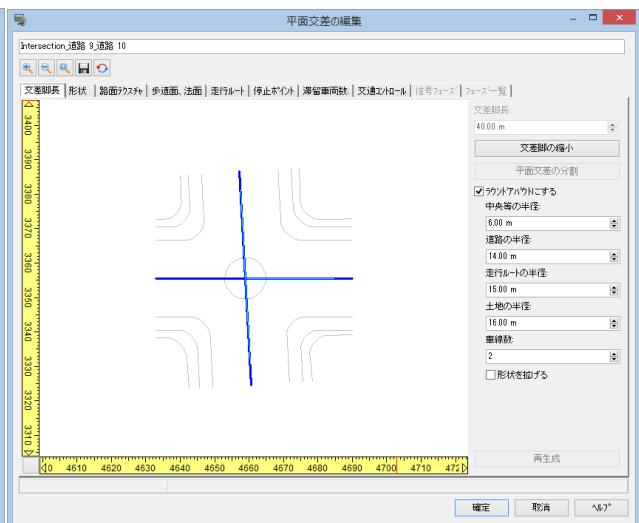 平面交差の編集
Intersection_道路 9_道路 10
交差脚長 形状 路面テクスチャ 歩道面、法面 走行ルート 停止ポイント 滞留車両数 交通コントロール 信号フェーズ フェーズ一覧
交差脚長:
40.00 m
交差脚の縮小
平面交差の分割
ラウンドアバウトにする
中央等の半径:
6.00 m
道路の半径:
14.00 m
走行ルートの半径:
15.00 m
土地の半径:
16.00 m
車線数:
2
形状を拡げる
再生成
3400
3390
3380
3370
3360
3350
3340
3330
3320
3310
4610 4620 4630 4640 4650 4660 4670 4680 4690 4700 4710
確定 取消 ヘルプ